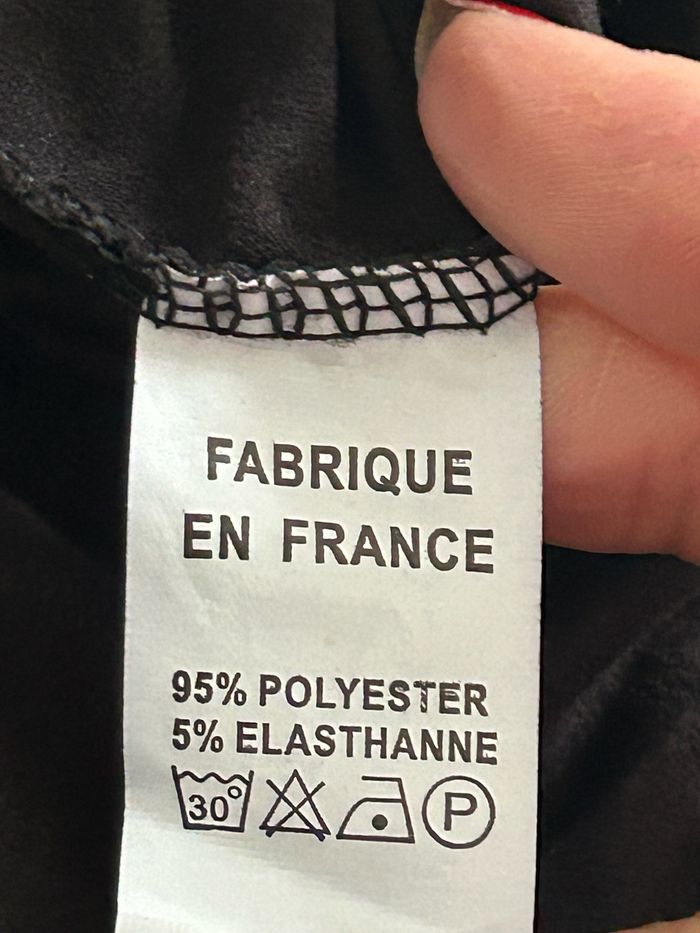 FABRIQUE
EN FRANCE
95% POLYESTER
5% ELASTHANNE
30° P